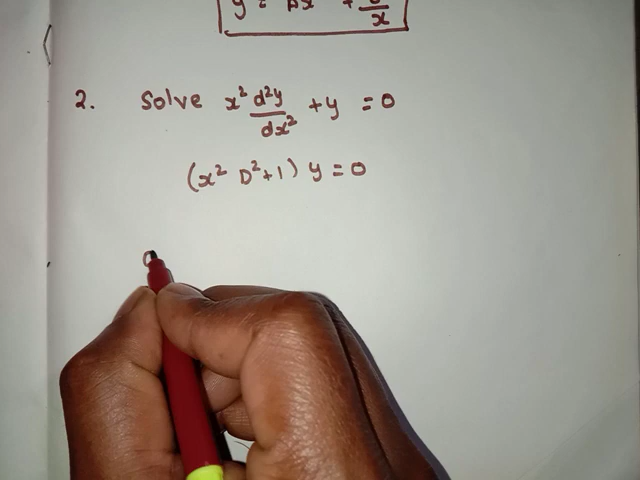 2. Solve x² d²y/dx² + y = 0
(x² D² + 1) y = 0